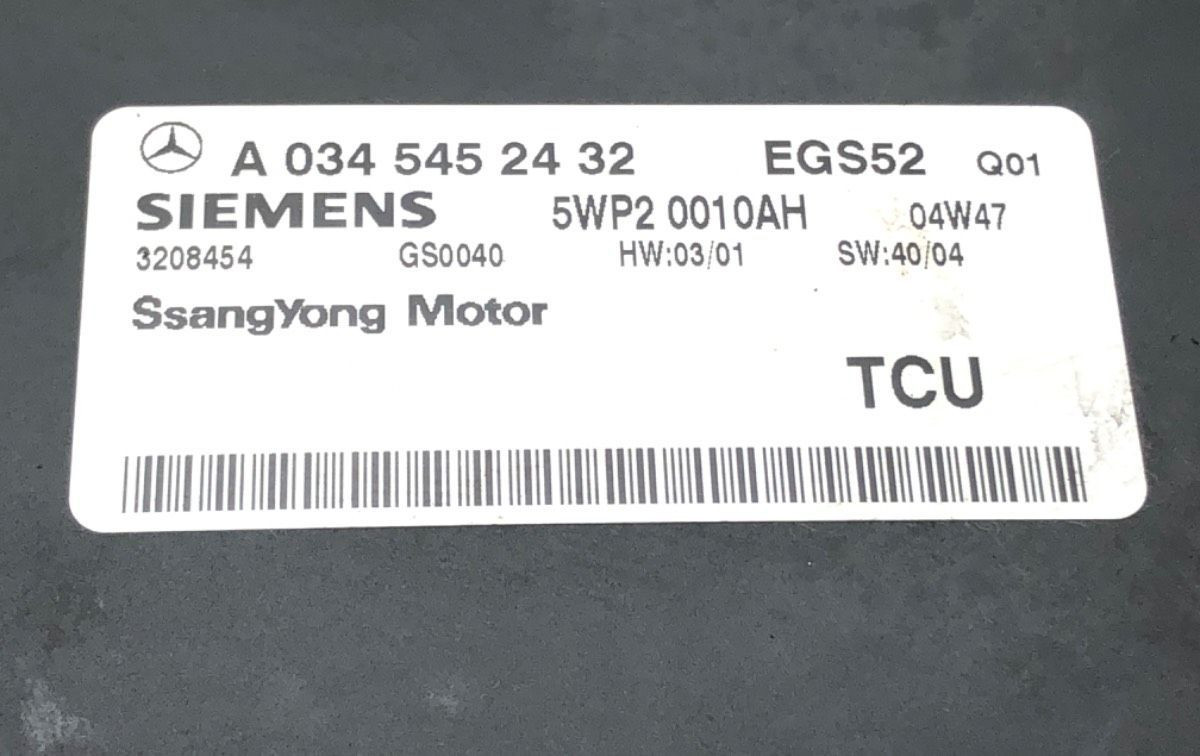 A 034 545 24 32 EGS52 Q01
SIEMENS 5WP2 0010AH 04W47
3208454 GS0040 HW:03/01 SW:40/04
SsangYong Motor
TCU